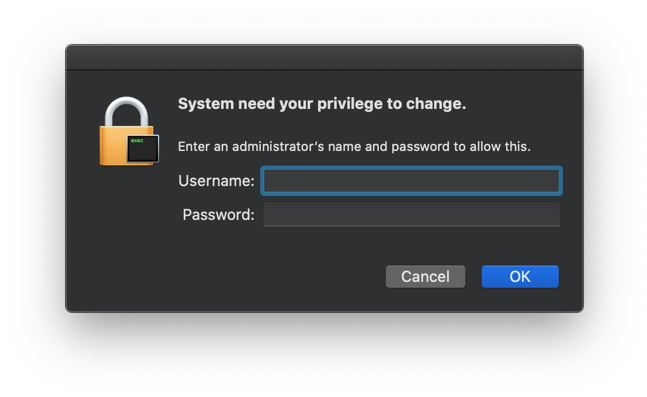 exec
System need your privilege to change.
Enter an administrator's name and password to allow this.
Username:
Password:
Cancel
OK